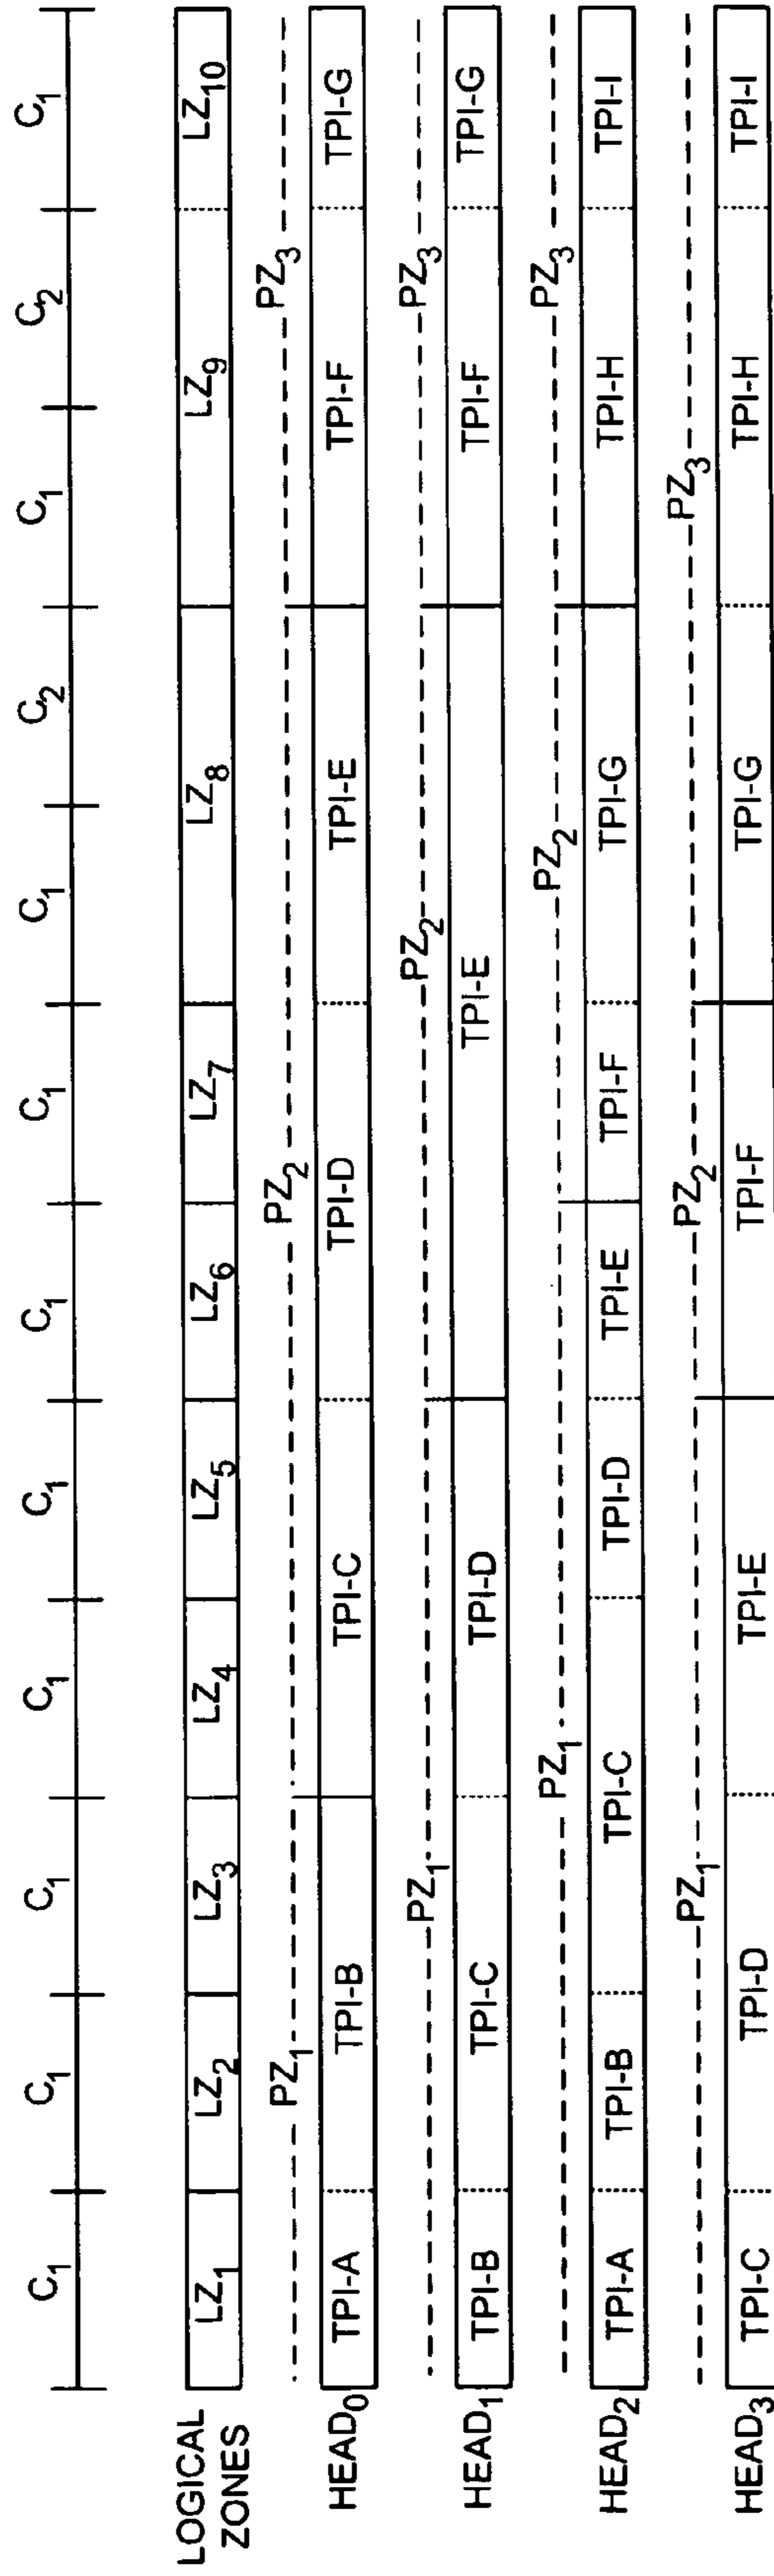 C₁ C₁ C₁ C₁ C₁ C₁ C₁ C₁ C₂ C₁ C₂ C₁
LOGICAL
ZONES
LZ₁ LZ₂ LZ₃ LZ₄ LZ₅ LZ₆ LZ₇ LZ₈ LZ₉ LZ₁₀
PZ₁ PZ₂ PZ₃
HEAD₀ TPI-A TPI-B TPI-C TPI-D TPI-E TPI-F TPI-G
PZ₁ PZ₂ PZ₃
HEAD₁ TPI-B TPI-C TPI-D TPI-E TPI-F TPI-G
PZ₁ PZ₂ PZ₃
HEAD₂ TPI-A TPI-B TPI-C TPI-D TPI-E TPI-F TPI-G TPI-H TPI-I
PZ₁ PZ₂ PZ₃
HEAD₃ TPI-C TPI-D TPI-E TPI-F TPI-G TPI-H TPI-I